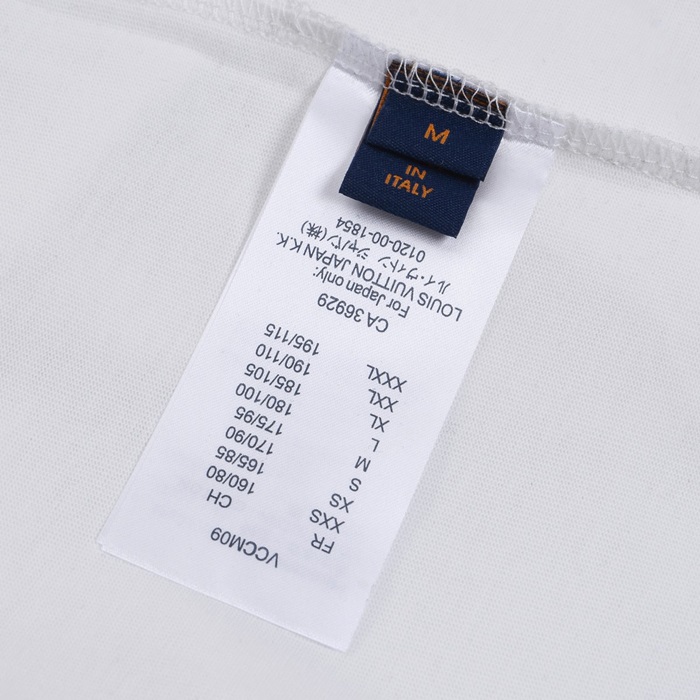 M
IN
ITALY
VCCM09
FR CH
XXS 160/80
XS 165/85
S 170/90
M 175/95
L 180/100
XL 185/105
XXL 190/110
XXXL 195/115
CA 36929
For Japan only:
LOUIS VUITTON JAPAN K.K.
ルイ・ヴィトン ジャパン(株)
0120-00-1854